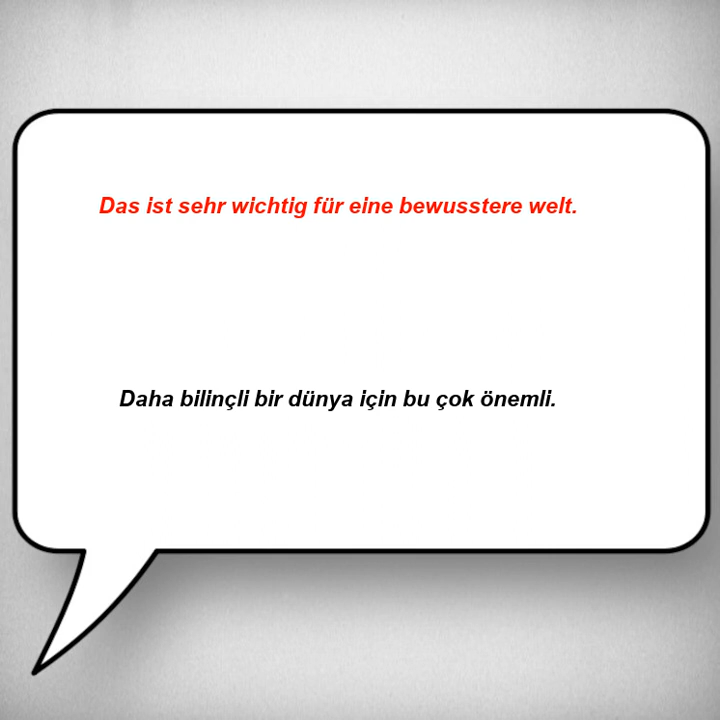 Das ist sehr wichtig für eine bewusstere welt.
Daha bilinçli bir dünya için bu çok önemli.